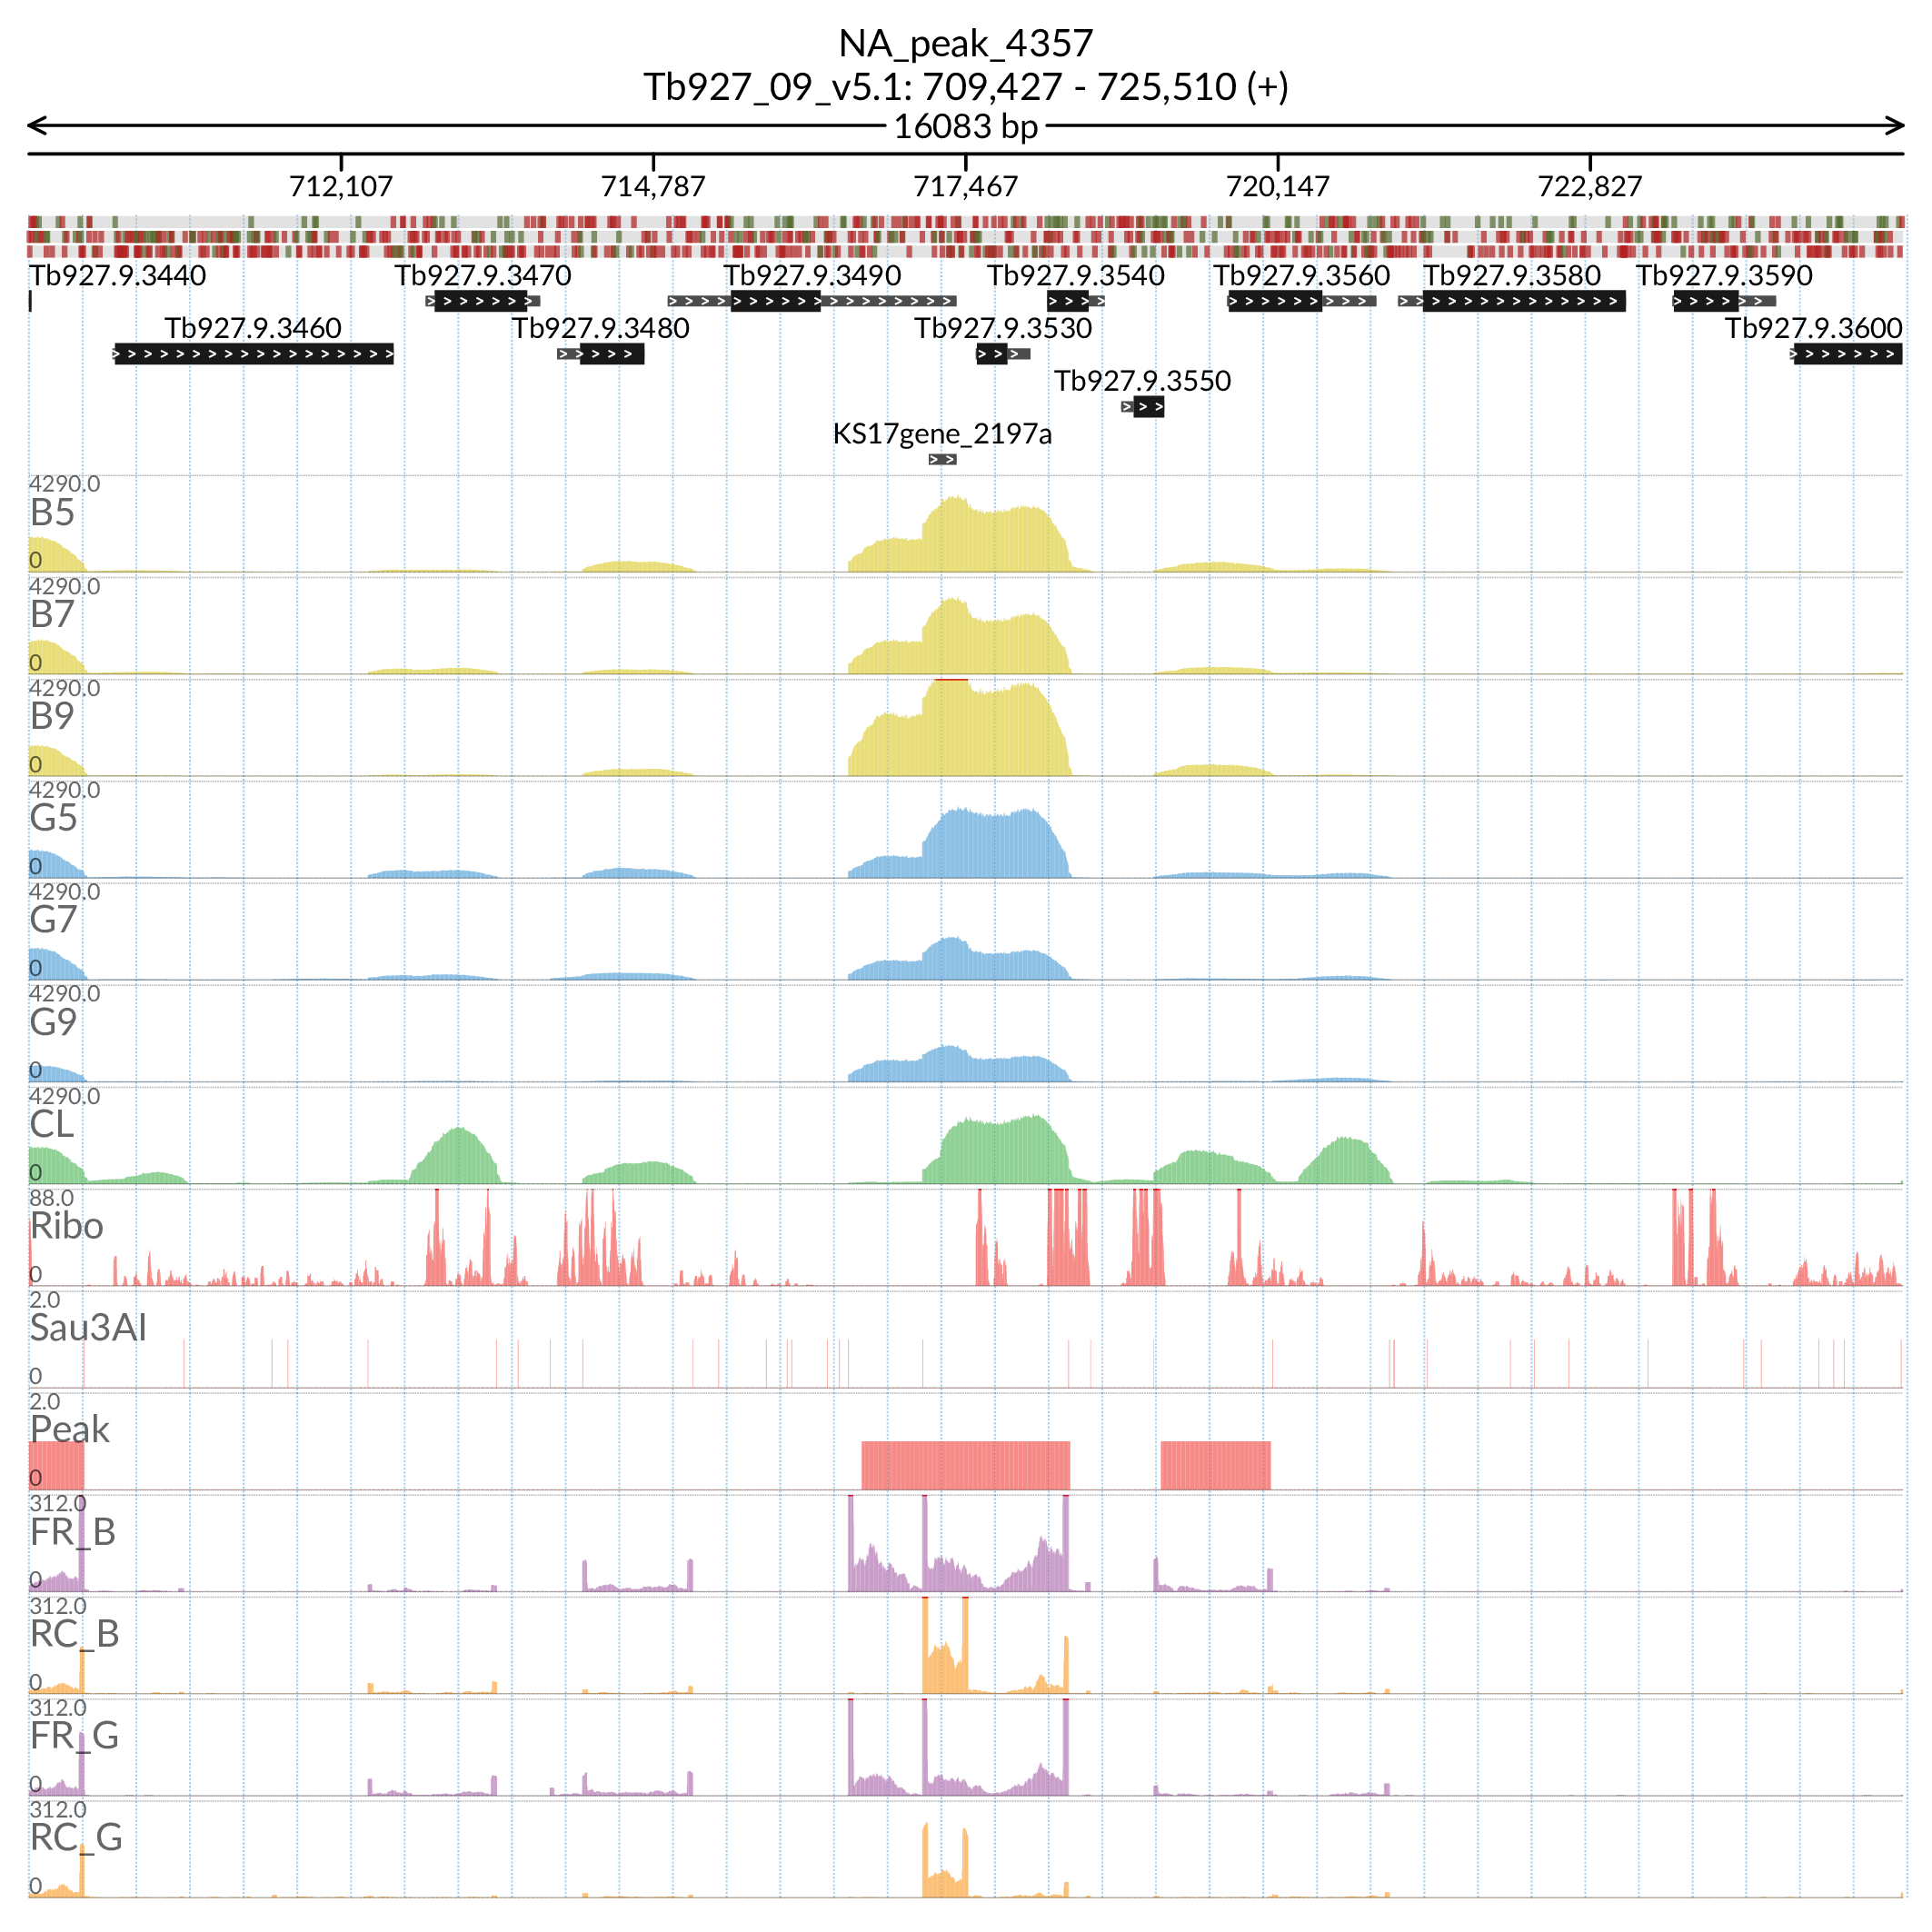 NA_peak_4357
Tb927_09_v5.1: 709,427 - 725,510 (+)
16083 bp
712,107 714,787 717,467 720,147 722,827
Tb927.9.3440 Tb927.9.3470 Tb927.9.3490 Tb927.9.3540 Tb927.9.3560 Tb927.9.3580 Tb927.9.3590
Tb927.9.3460 Tb927.9.3480 Tb927.9.3530 Tb927.9.3600
Tb927.9.3550
KS17gene_2197a
4290.0
B5
0
4290.0
B7
0
4290.0
B9
0
4290.0
G5
0
4290.0
G7
0
4290.0
G9
0
4290.0
CL
0
88.0
Ribo
0
2.0
Sau3AI
0
2.0
Peak
0
312.0
FR_B
0
312.0
RC_B
0
312.0
FR_G
0
312.0
RC_G
0